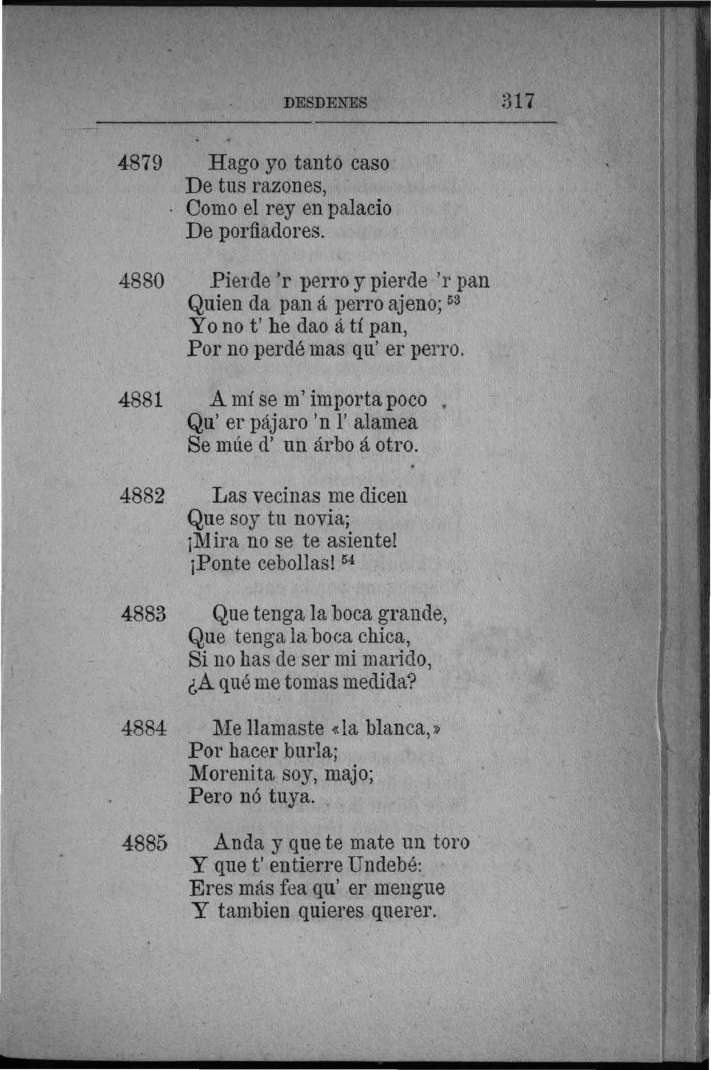 DESDENES 317
4879 Hago yo tanto caso
De tus razones,
Como el rey en palacio
De porfiadores.
4880 Pierde 'r perro y pierde 'r pan
Quien da pan á perro ajeno; 53
Yo no t' he dao á tí pan,
Por no perdé mas qu' er perro.
4881 A mí se m' importa poco
Qu' er pájaro 'n l' alamea
Se múe d' un árbo á otro.
4882 Las vecinas me dicen
Que soy tu novia;
¡Mira no se te asiente!
¡Ponte cebollas! 54
4883 Que tenga la boca grande,
Que tenga la boca chica,
Si no has de ser mi marido,
¿A qué me tomas medida?
4884 Me llamaste «la blanca,»
Por hacer burla;
Morenita soy, majo;
Pero nó tuya.
4885 Anda y que te mate un toro
Y que t' entierre Undebé:
Eres más fea qu' er mengue
Y tambien quieres querer.